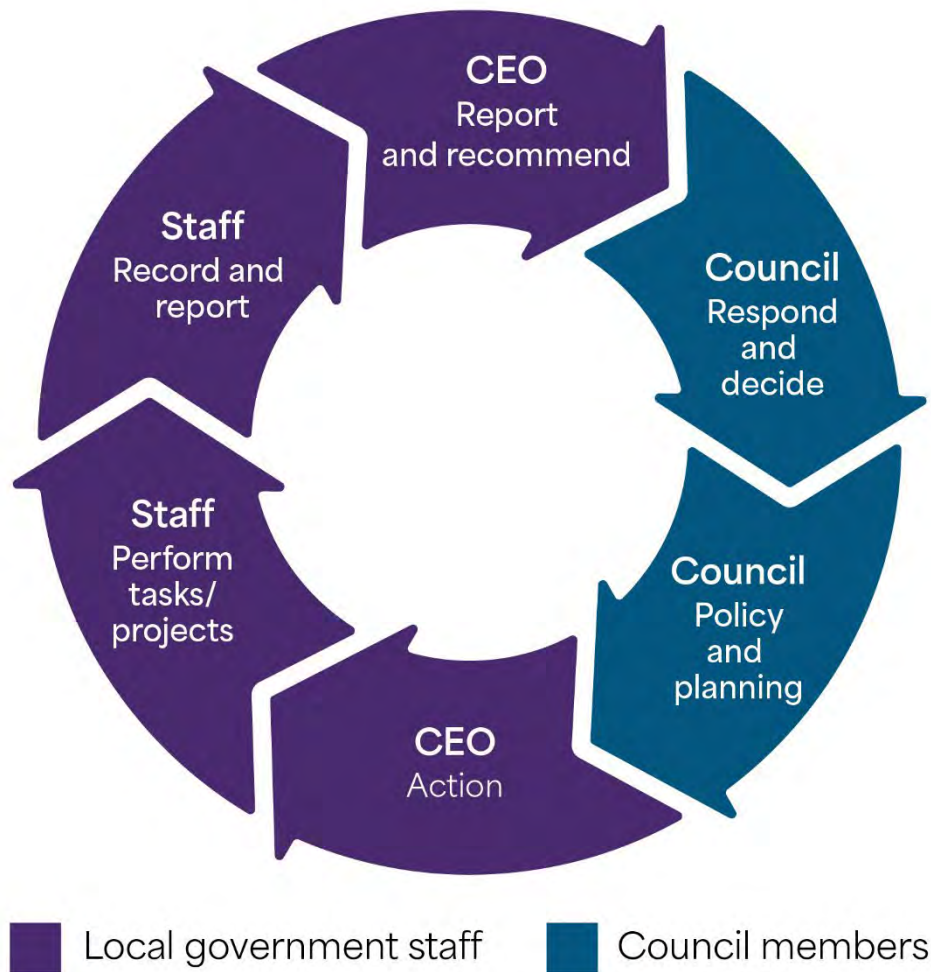 CEO
Report
and recommend
Council
Respond
and
decide
Council
Policy
and
planning
CEO
Action
Staff
Perform
tasks/
projects
Staff
Record and
report
Local government staff
Council members